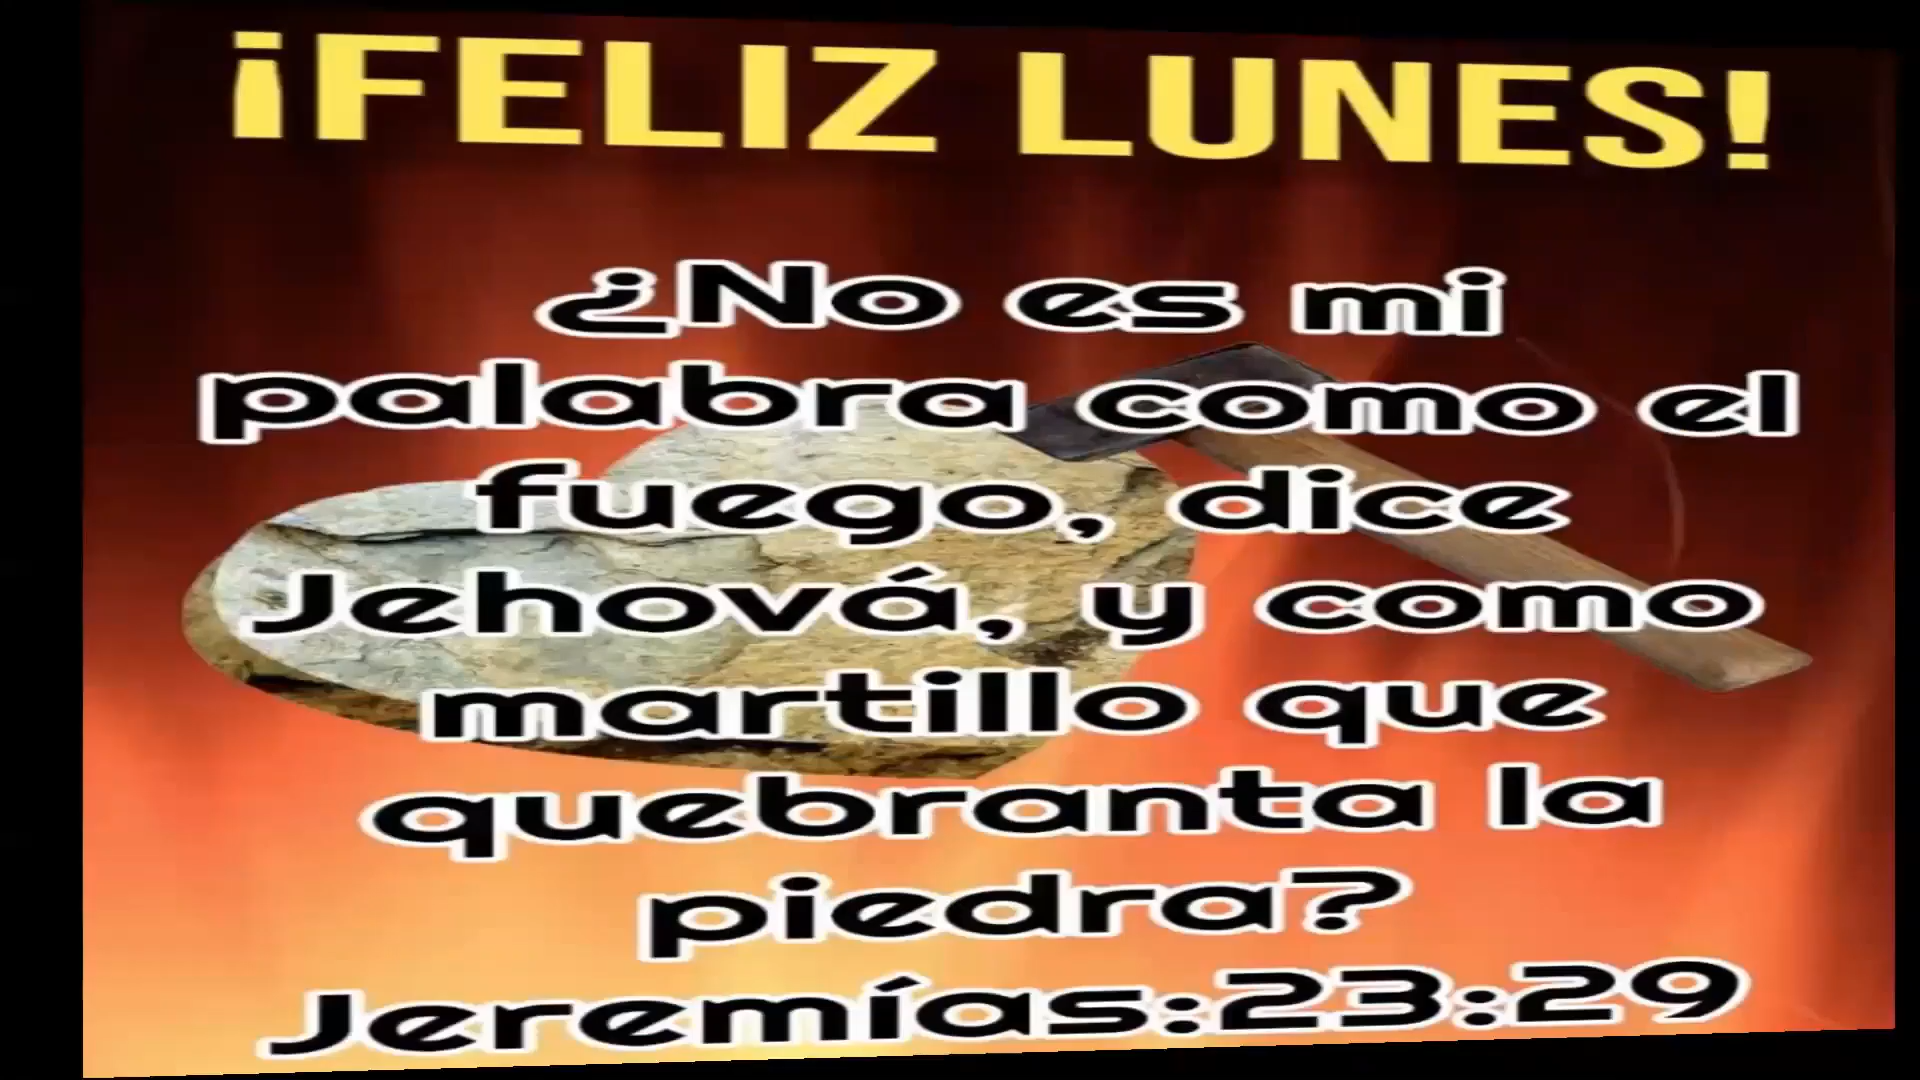 ¡FELIZ LUNES!
¿No es mi
palabra como el
fuego, dice
Jehová, y como
martillo que
quebranta la
piedra?
Jeremías:23:29